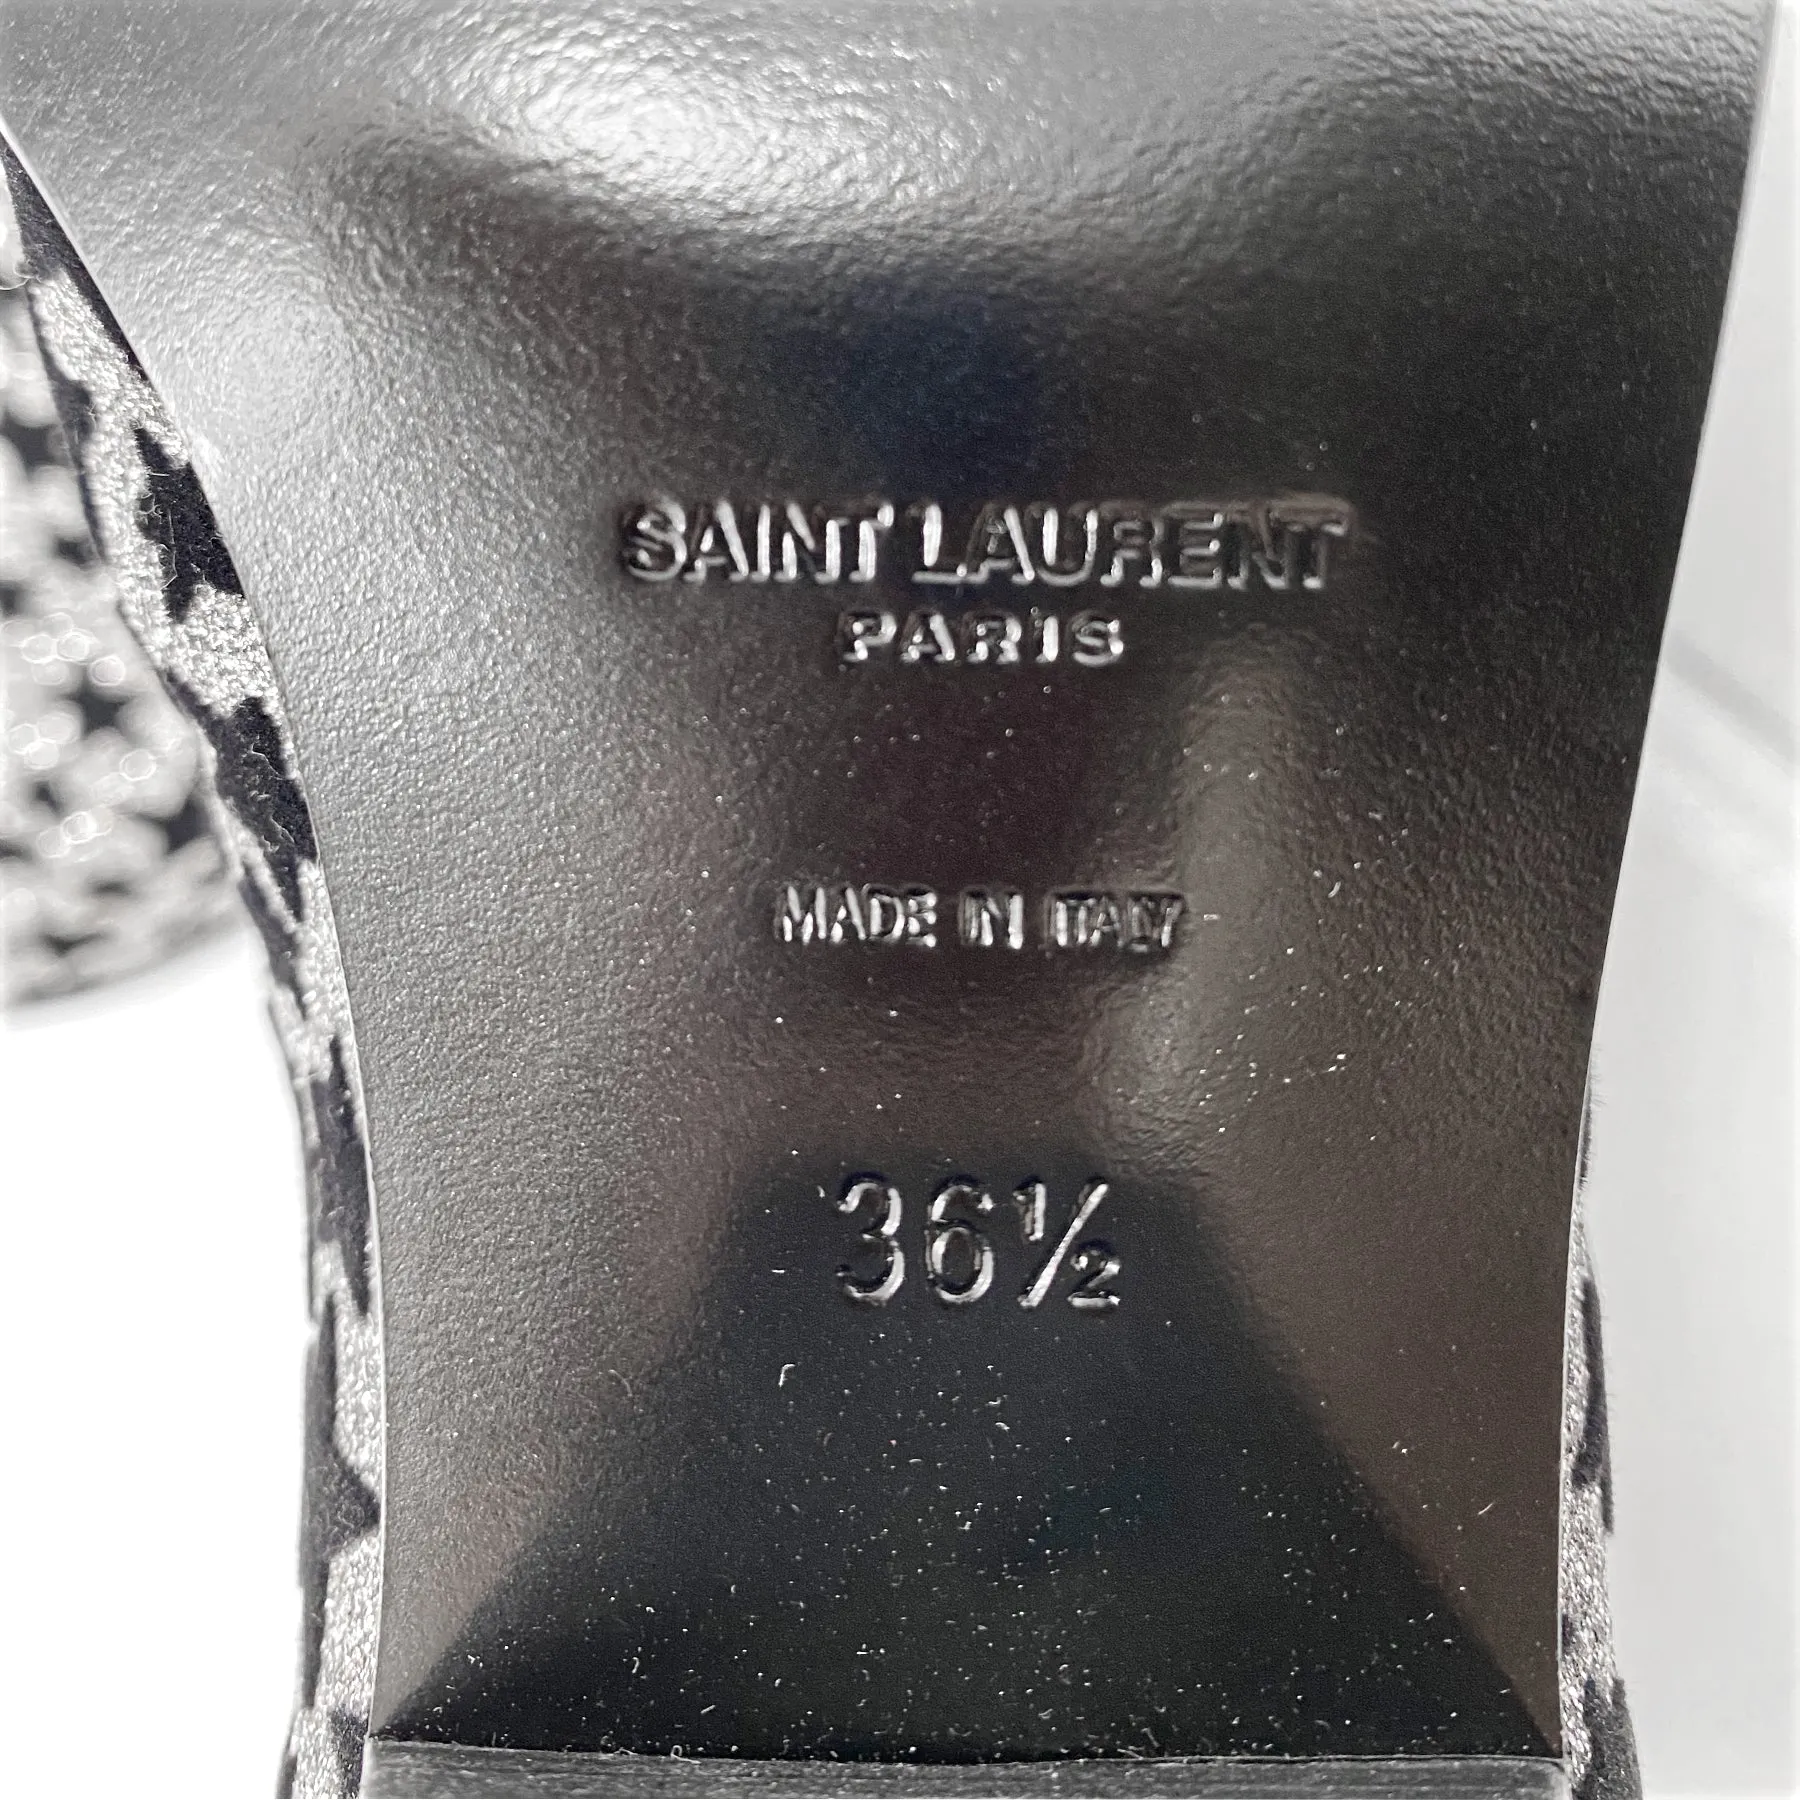 SAINT LAURENT
PARIS
MADE IN ITALY
36½